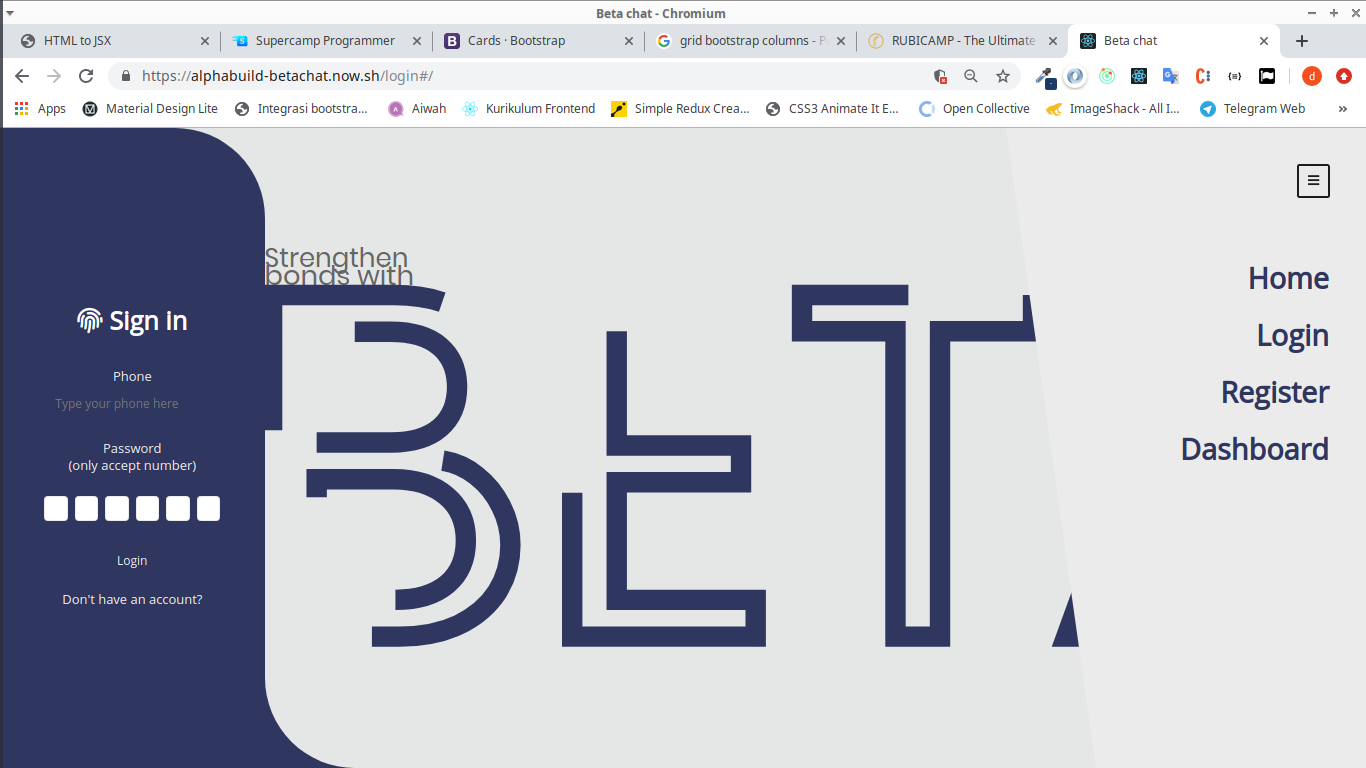 Beta chat - Chromium
HTML to JSX
Supercamp Programmer
Cards · Bootstrap
grid bootstrap columns - P
RUBICAMP - The Ultimate
Beta chat
https://alphabuild-betachat.now.sh/login#/
d
Apps
Material Design Lite
Integrasi bootstra...
Aiwah
Kurikulum Frontend
Simple Redux Crea...
CSS3 Animate It E...
Open Collective
ImageShack - All I...
Telegram Web
»
Strengthen
bonds with
BET
Sign in
Phone
Type your phone here
Password
(only accept number)
Login
Don't have an account?
Home
Login
Register
Dashboard